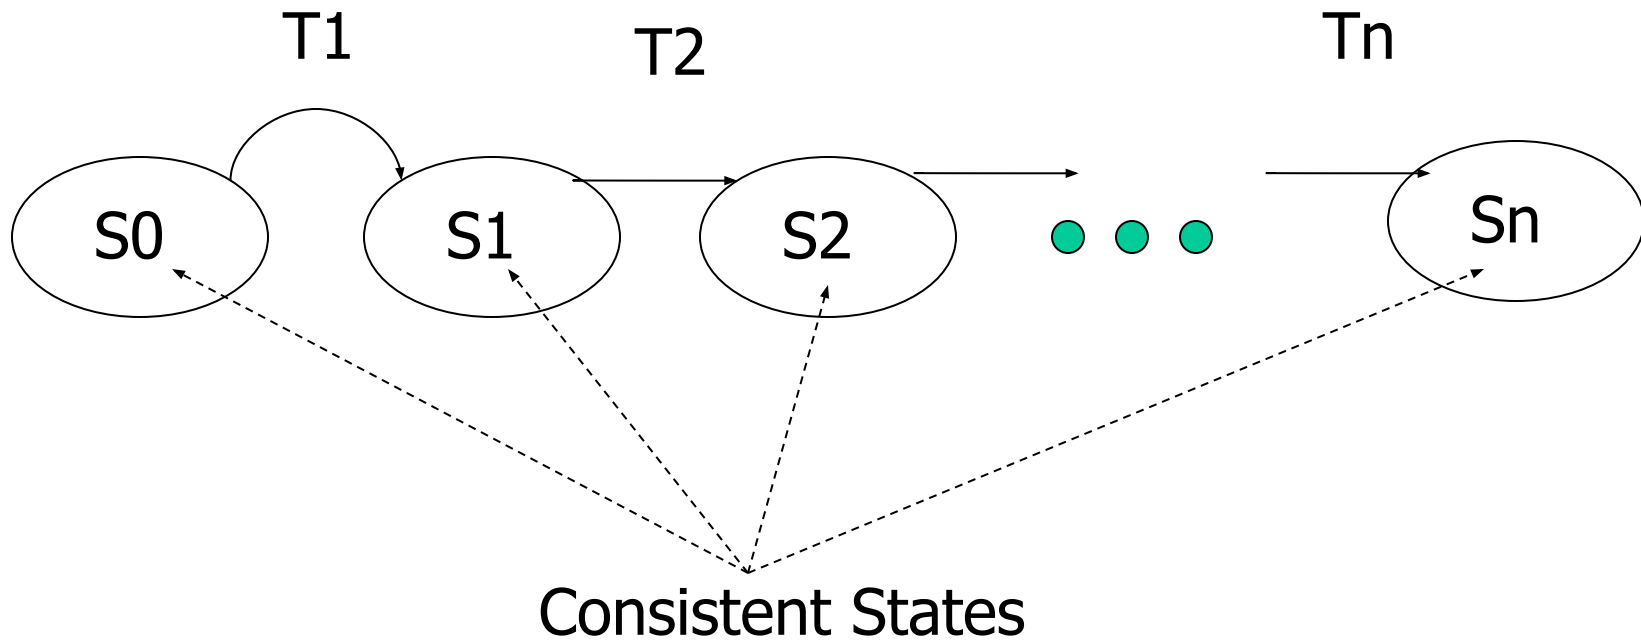 T1
T2
Tn
S0
S1
S2
Sn
Consistent States